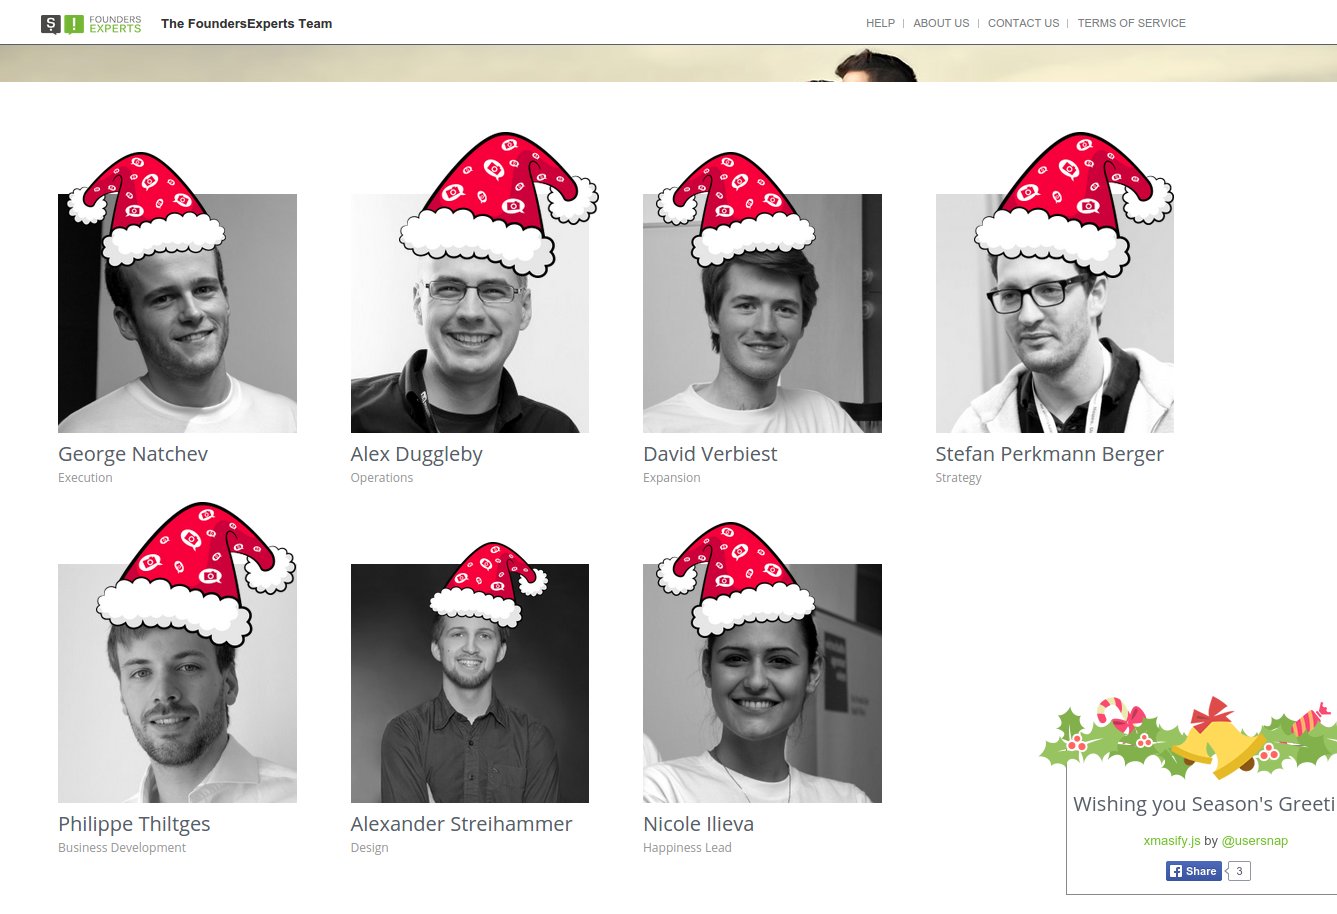 FOUNDERS
EXPERTS
The FoundersExperts Team
HELP | ABOUT US | CONTACT US | TERMS OF SERVICE
George Natchev
Execution
Alex Duggleby
Operations
David Verbiest
Expansion
Stefan Perkmann Berger
Strategy
Philippe Thiltges
Business Development
Alexander Streihammer
Design
Nicole Ilieva
Happiness Lead
Wishing you Season's Greeti
xmasify.js by @usersnap
Share 3